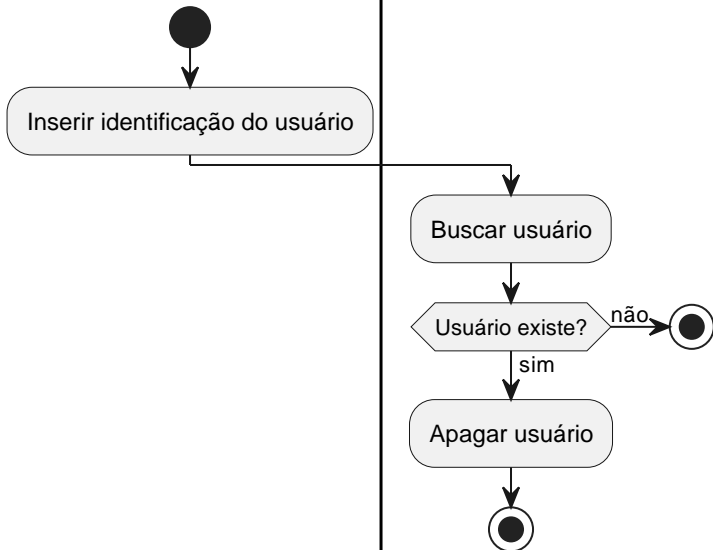 Inserir identificação do usuário
Buscar usuário
Usuário existe?
não
sim
Apagar usuário